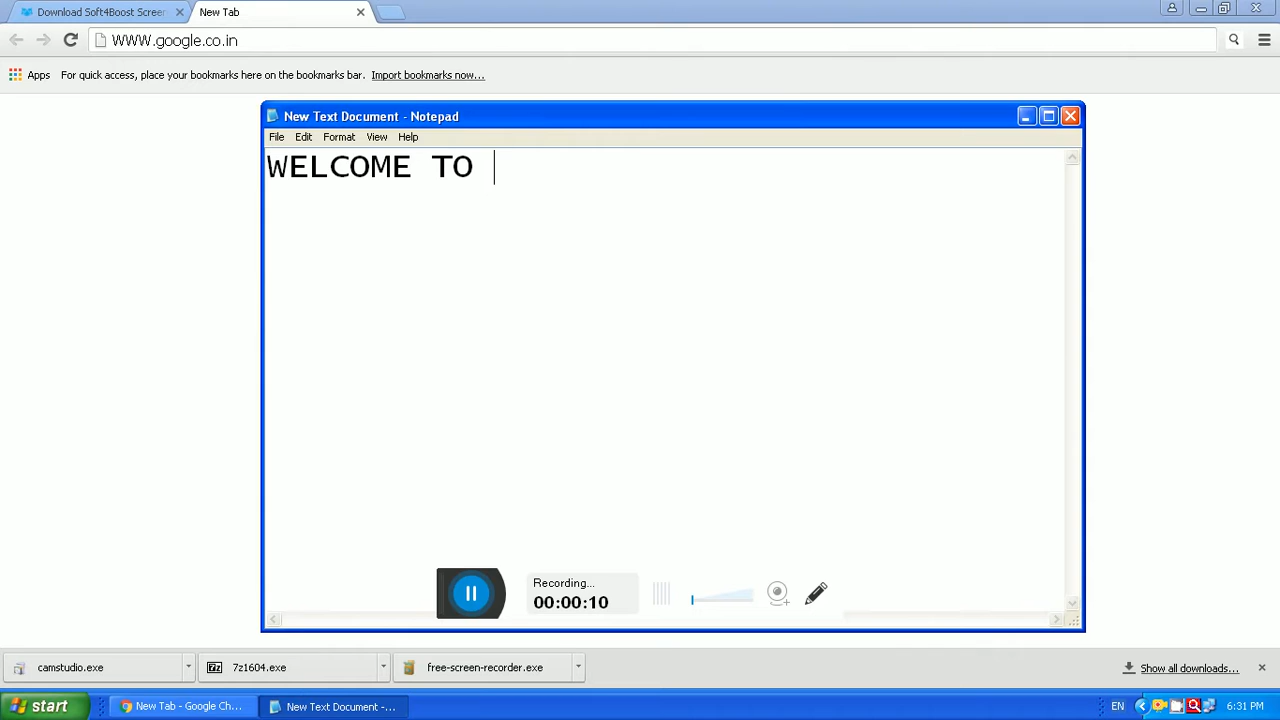 Download Soft4Boost Screen
New Tab
WWW.google.co.in
Apps For quick access, place your bookmarks here on the bookmarks bar. Import bookmarks now...
New Text Document - Notepad
File Edit Format View Help
WELCOME TO
Recording...
00:00:10
camstudio.exe
7z1604.exe
free-screen-recorder.exe
Show all downloads...
start
New Tab - Google Ch...
New Text Document -...
EN
6:31 PM